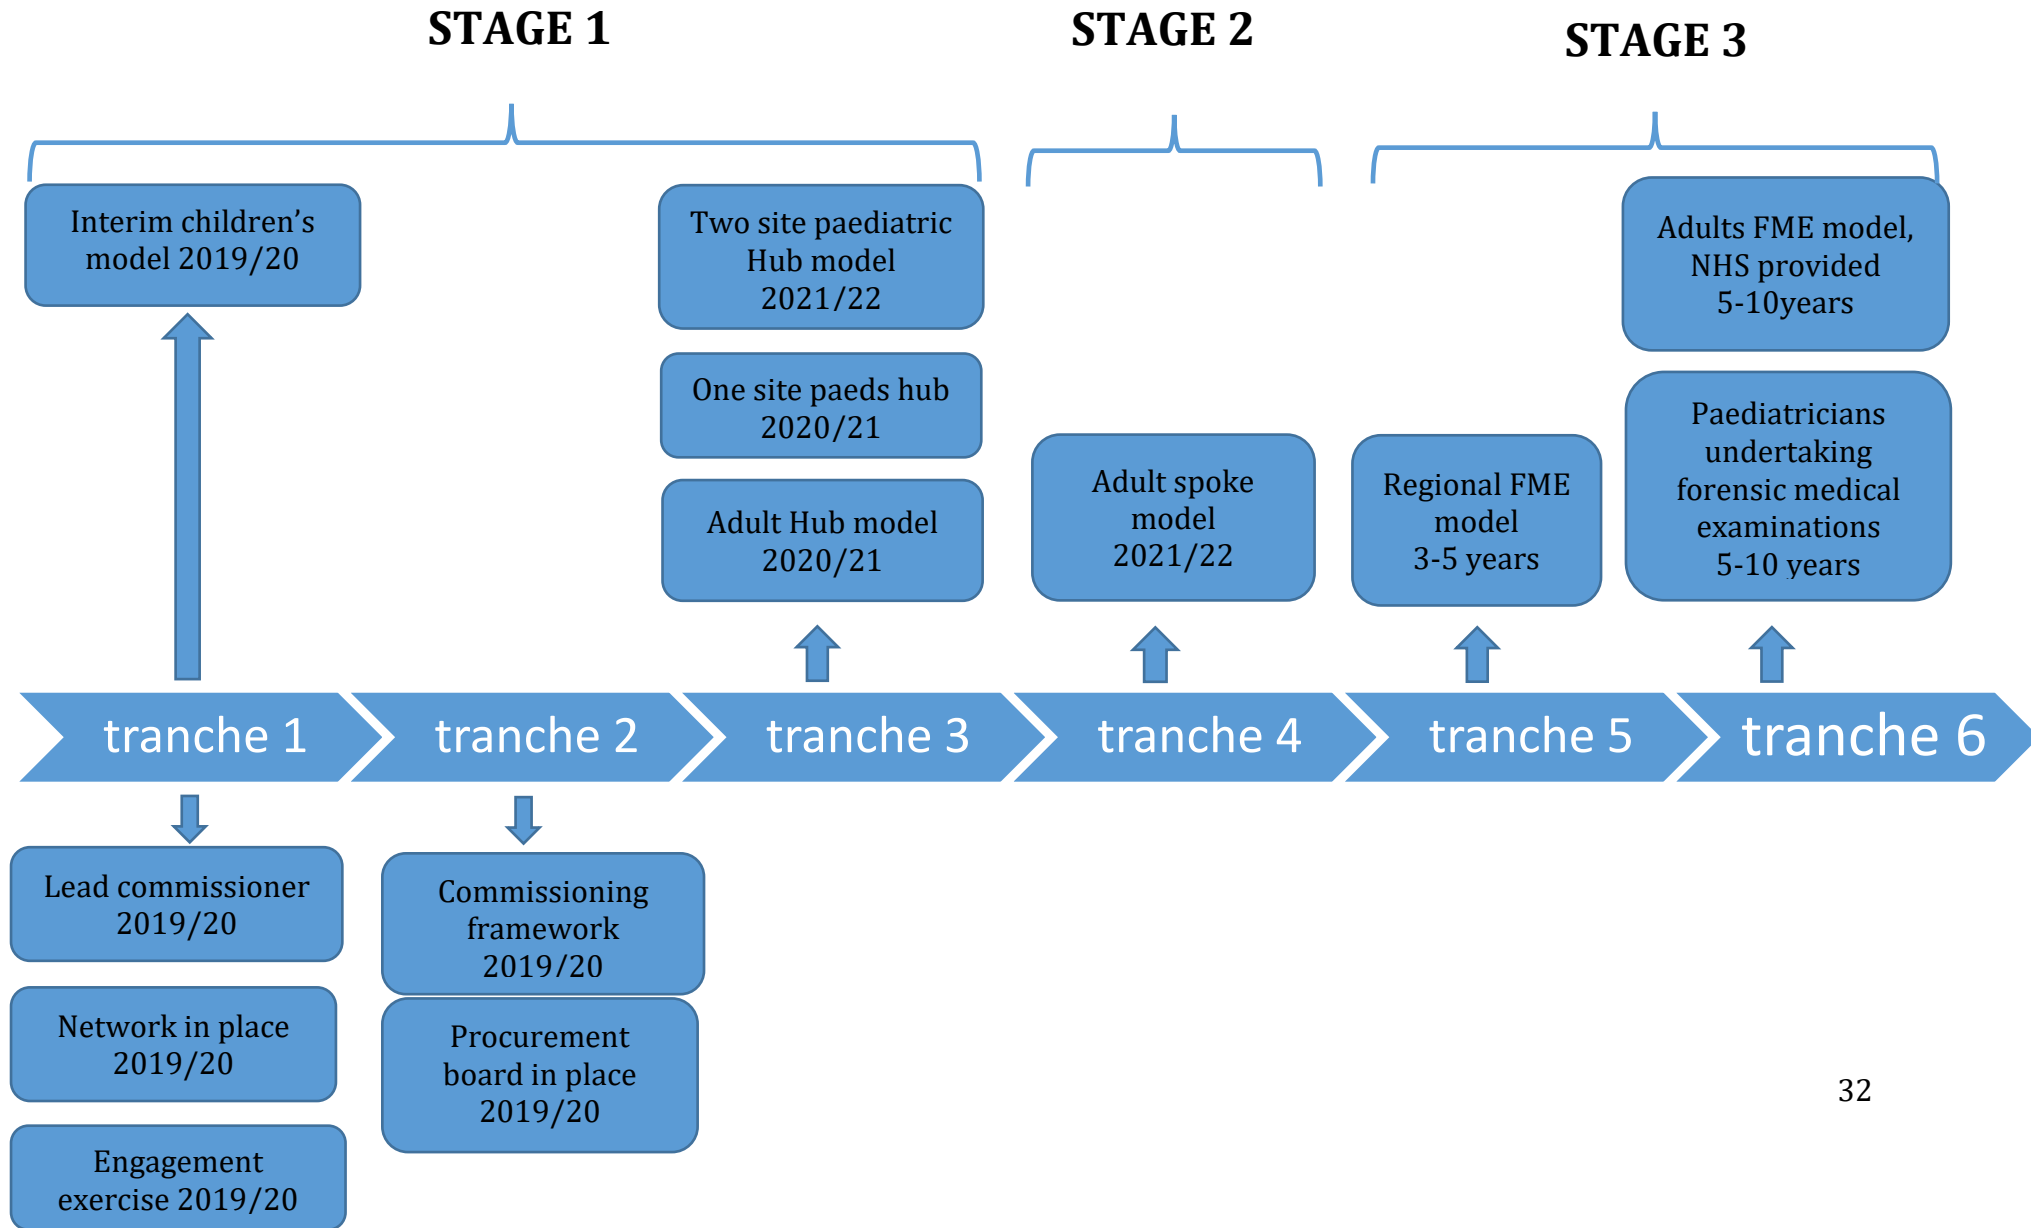 STAGE 1
STAGE 2
STAGE 3
Interim children’s
model 2019/20
Two site paediatric
Hub model
2021/22
One site paeds hub
2020/21
Adult Hub model
2020/21
Adult spoke
model
2021/22
Regional FME
model
3-5 years
Adults FME model,
NHS provided
5-10years
Paediatricians
undertaking
forensic medical
examinations
5-10 years
tranche 1
tranche 2
tranche 3
tranche 4
tranche 5
tranche 6
Lead commissioner
2019/20
Network in place
2019/20
Engagement
exercise 2019/20
Commissioning
framework
2019/20
Procurement
board in place
2019/20
32